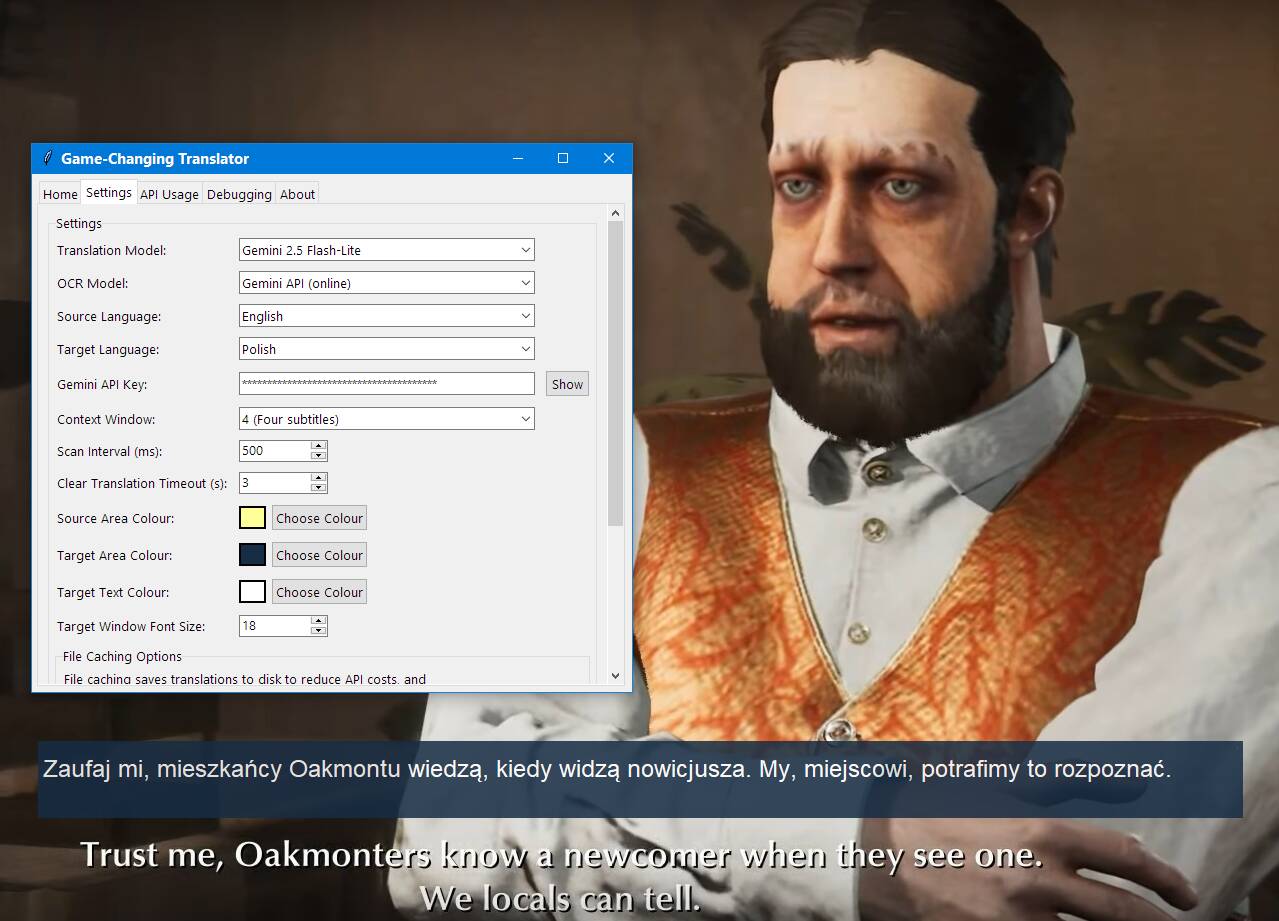 Game-Changing Translator
Home Settings API Usage Debugging About
Settings
Translation Model: Gemini 2.5 Flash-Lite
OCR Model: Gemini API (online)
Source Language: English
Target Language: Polish
Gemini API Key: *************************************** Show
Context Window: 4 (Four subtitles)
Scan Interval (ms): 500
Clear Translation Timeout (s): 3
Source Area Colour: Choose Colour
Target Area Colour: Choose Colour
Target Text Colour: Choose Colour
Target Window Font Size: 18
File Caching Options
File caching saves translations to disk to reduce API costs, and
Zaufaj mi, mieszkańcy Oakmontu wiedzą, kiedy widzą nowicjusza. My, miejscowi, potrafimy to rozpoznać.
Trust me, Oakmonters know a newcomer when they see one.
We locals can tell.